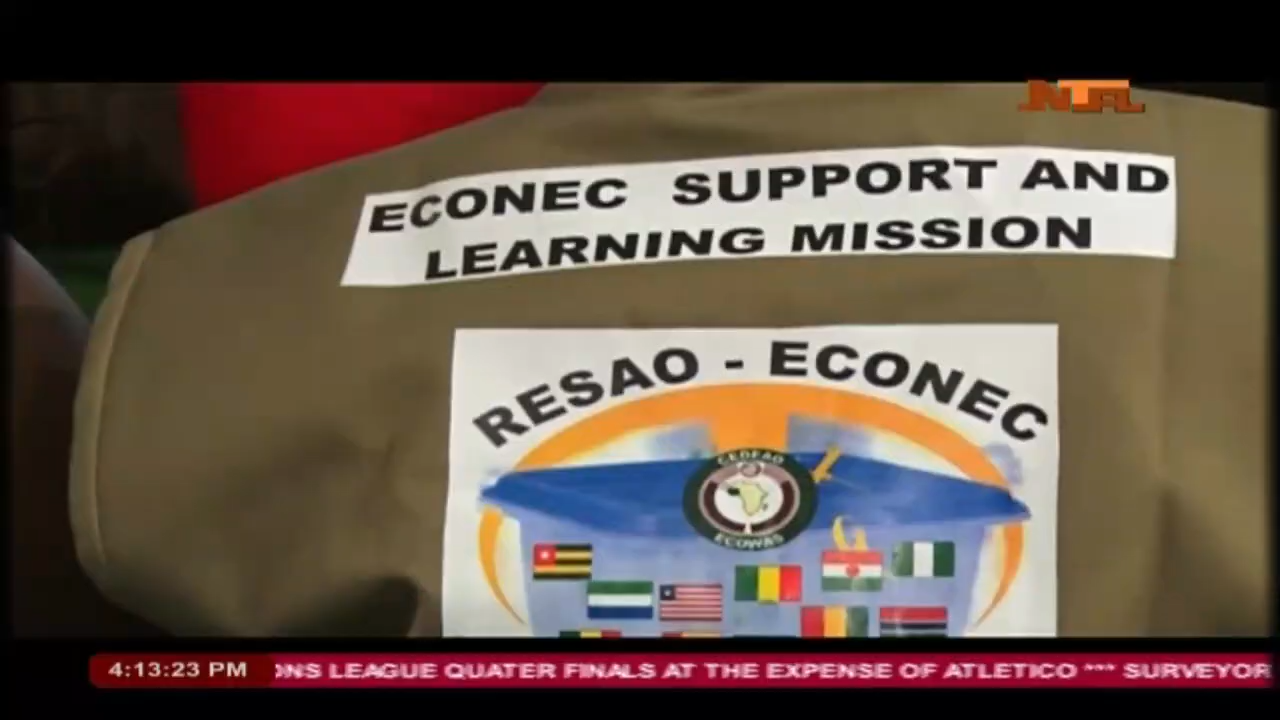 NTA
ECONEC SUPPORT AND
LEARNING MISSION
RESAO - ECONEC
CEDEAO
ECOWAS
4:13:23 PM
ONS LEAGUE QUATER FINALS AT THE EXPENSE OF ATLETICO *** SURVEYOR